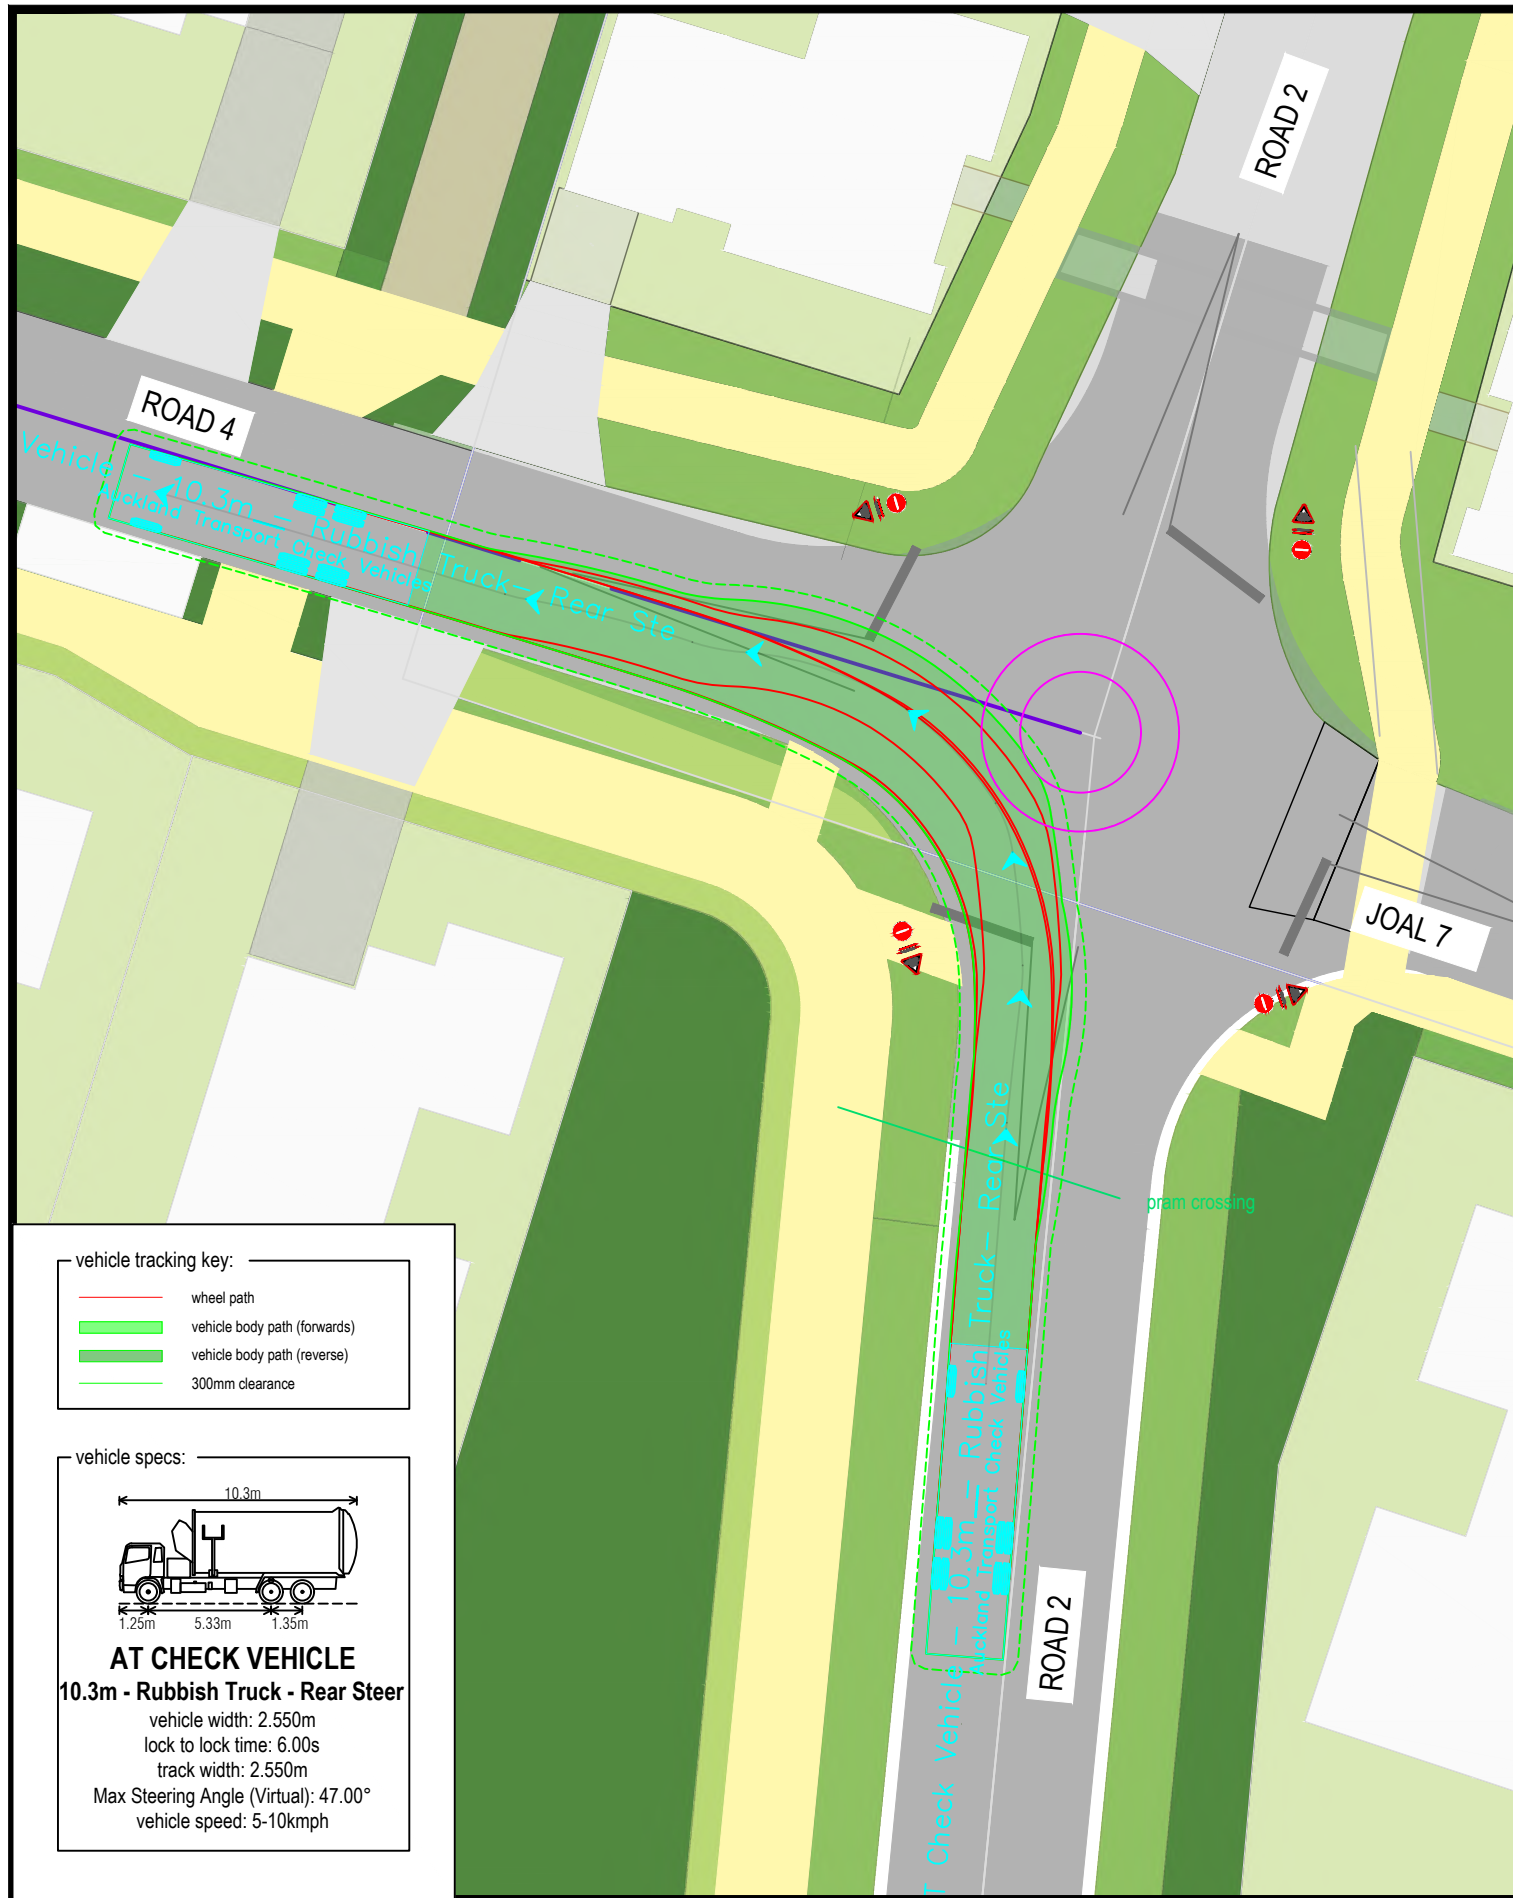 ROAD 2
ROAD 4
Vehicle - 10.3m - Rubbish Truck- Rear Ste
Auckland Transport Check Vehicles
JOAL 7
pram crossing
T Check Vehicle - 10.3m - Rubbish Truck- Rear Ste
Auckland Transport Check Vehicles
ROAD 2
vehicle tracking key:
wheel path
vehicle body path (forwards)
vehicle body path (reverse)
300mm clearance
vehicle specs:
10.3m
1.25m 5.33m 1.35m
AT CHECK VEHICLE
10.3m - Rubbish Truck - Rear Steer
vehicle width: 2.550m
lock to lock time: 6.00s
track width: 2.550m
Max Steering Angle (Virtual): 47.00°
vehicle speed: 5-10kmph